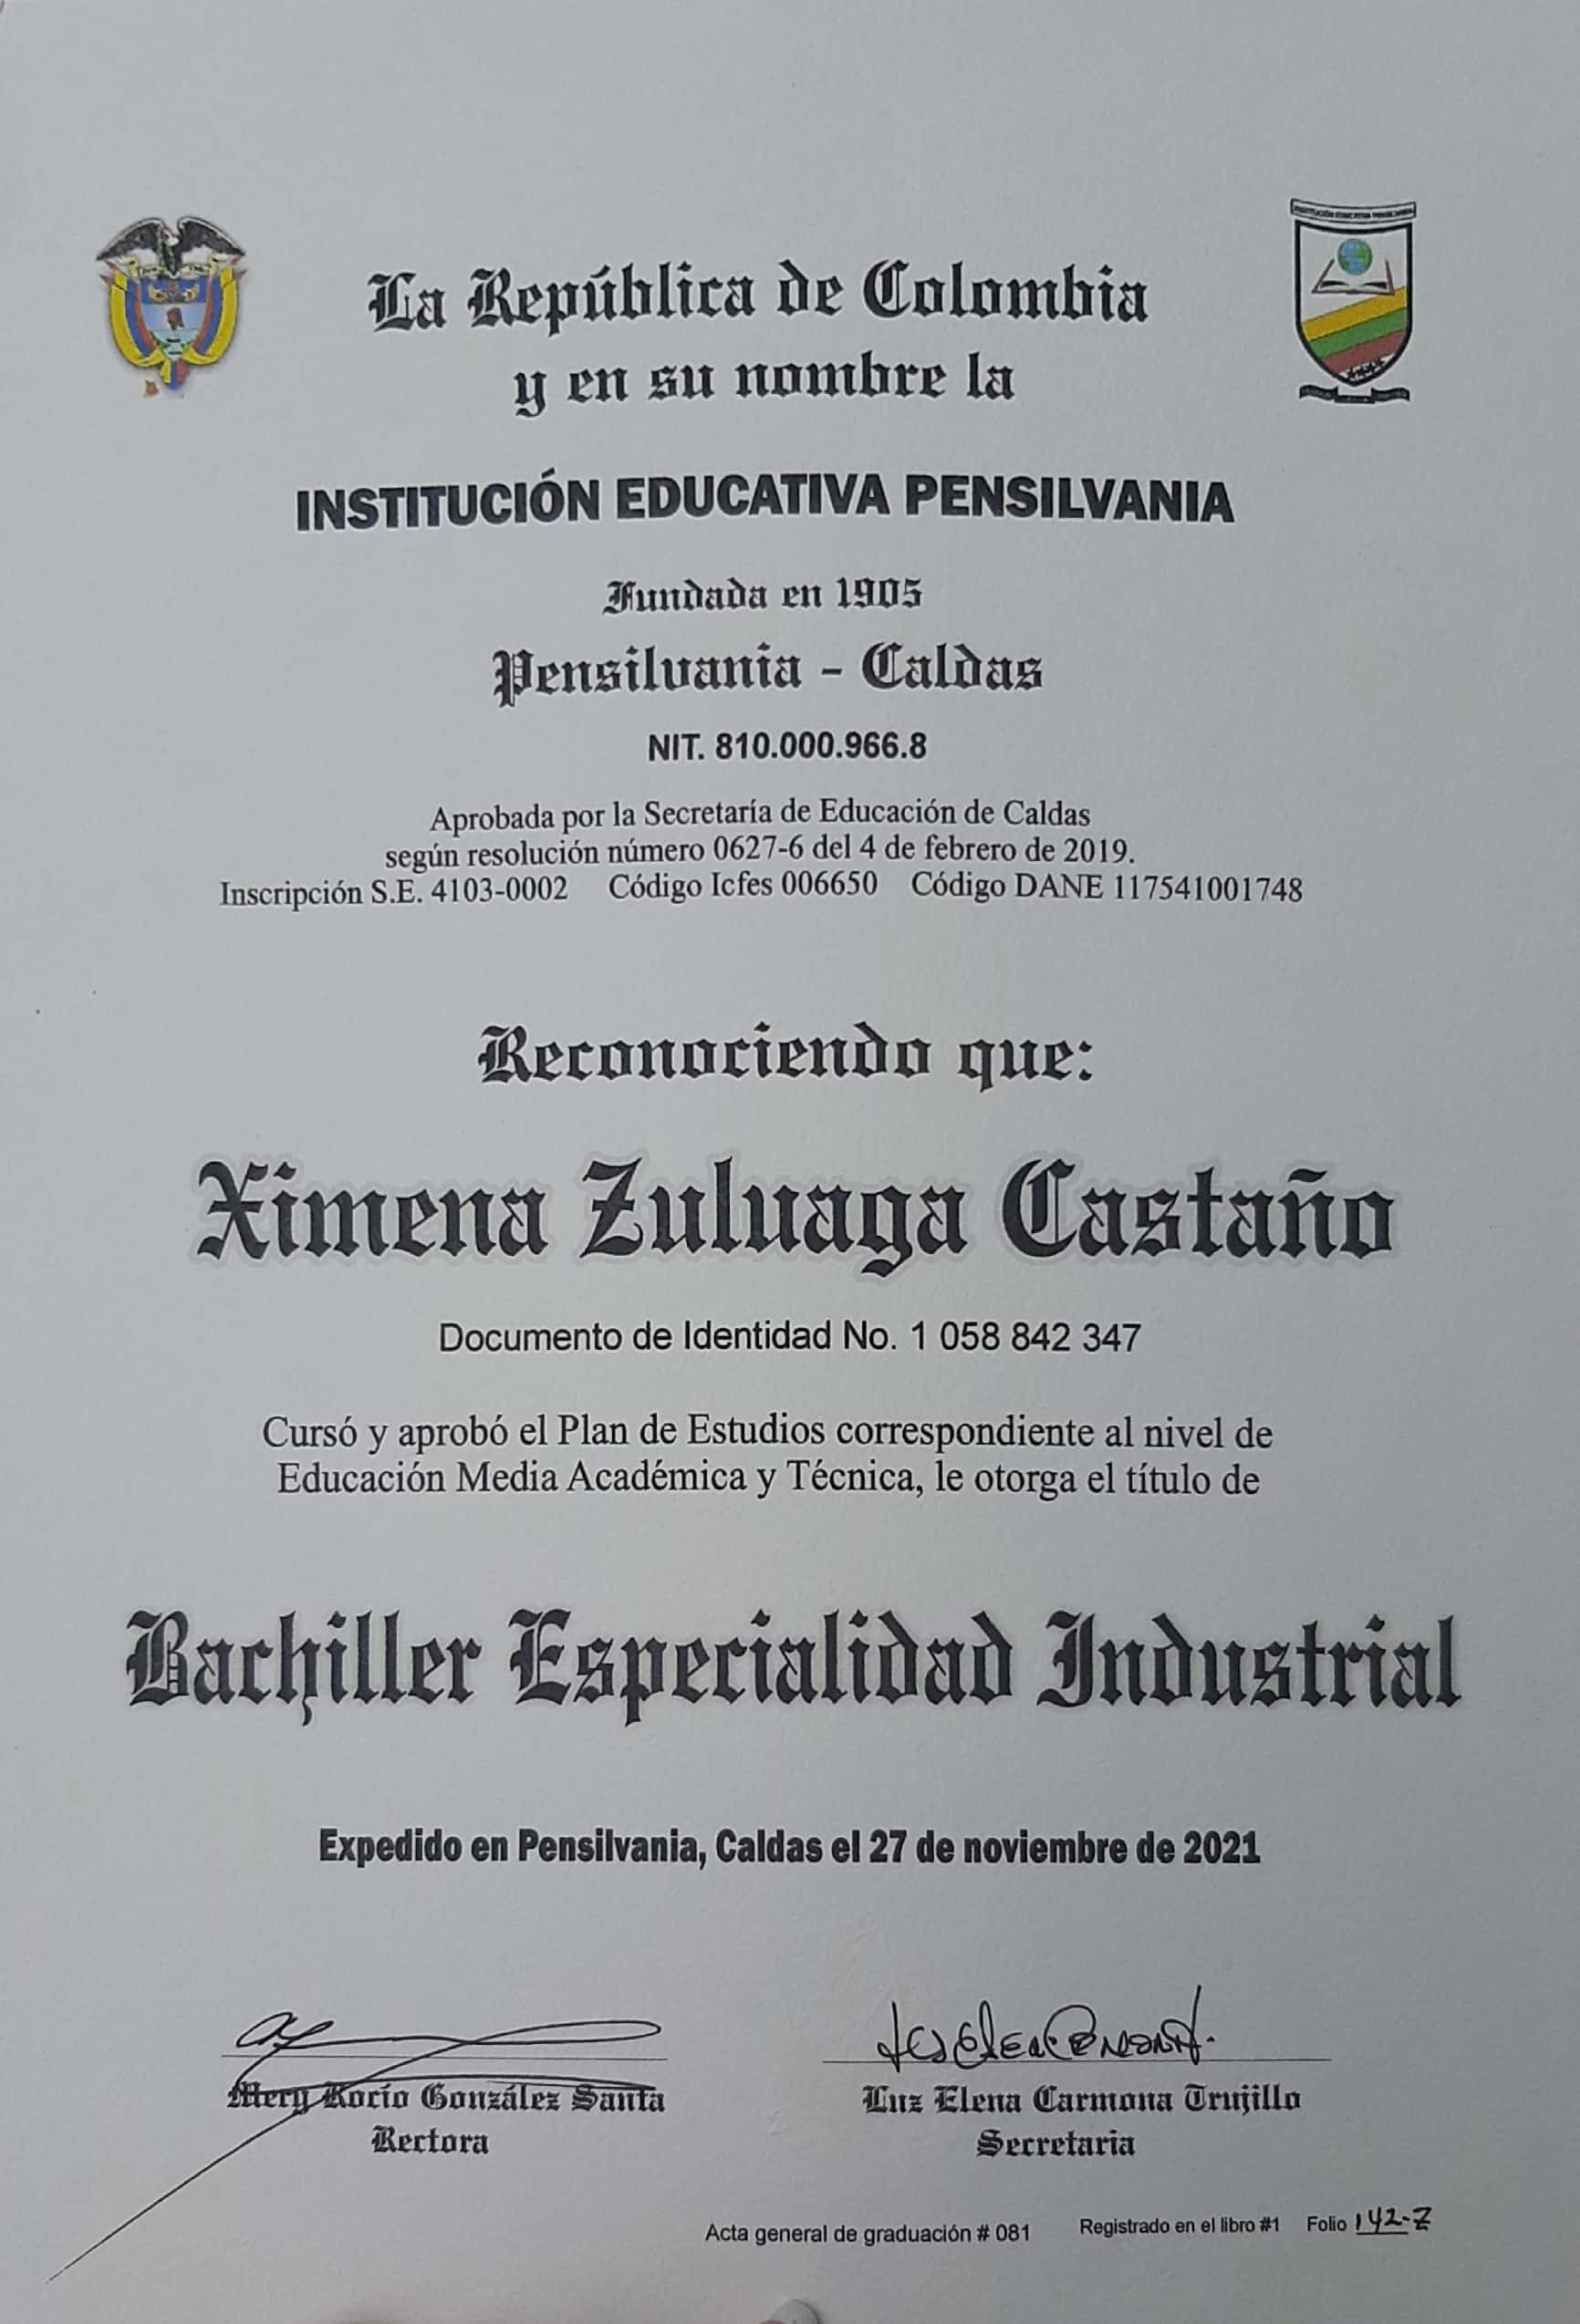 INSTITUCIÓN EDUCATIVA PENSILVANIA
La República de Colombia
y en su nombre la
INSTITUCIÓN EDUCATIVA PENSILVANIA
Fundada en 1905
Pensilvania - Caldas
NIT. 810.000.966.8
Aprobada por la Secretaría de Educación de Caldas
según resolución número 0627-6 del 4 de febrero de 2019.
Inscripción S.E. 4103-0002 Código Icfes 006650 Código DANE 117541001748
Reconociendo que:
Ximena Zuluaga Castaño
Documento de Identidad No. 1 058 842 347
Cursó y aprobó el Plan de Estudios correspondiente al nivel de
Educación Media Académica y Técnica, le otorga el título de
Bachiller Especialidad Industrial
Expedido en Pensilvania, Caldas el 27 de noviembre de 2021
Mery Rocío González Santa
Rectora
Luz Elena Carmona Trujillo
Secretaria
Acta general de graduación # 081 Registrado en el libro #1 Folio 142-Z